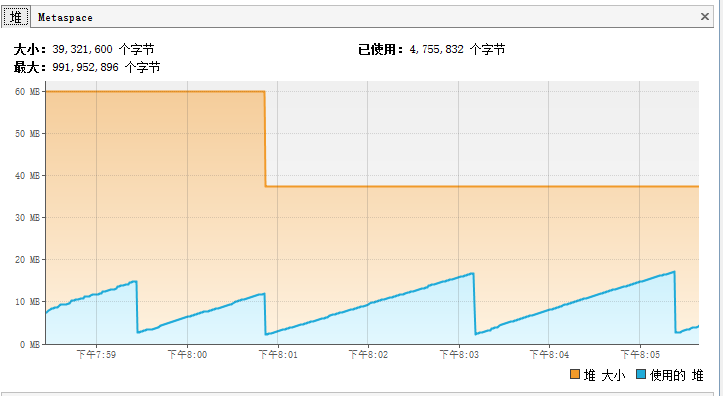 堆 Metaspace
大小: 39,321,600 个字节 已使用: 4,755,832 个字节
最大: 991,952,896 个字节
60 MB
50 MB
40 MB
30 MB
20 MB
10 MB
0 MB
下午7:59 下午8:00 下午8:01 下午8:02 下午8:03 下午8:04 下午8:05
堆 大小 使用的 堆